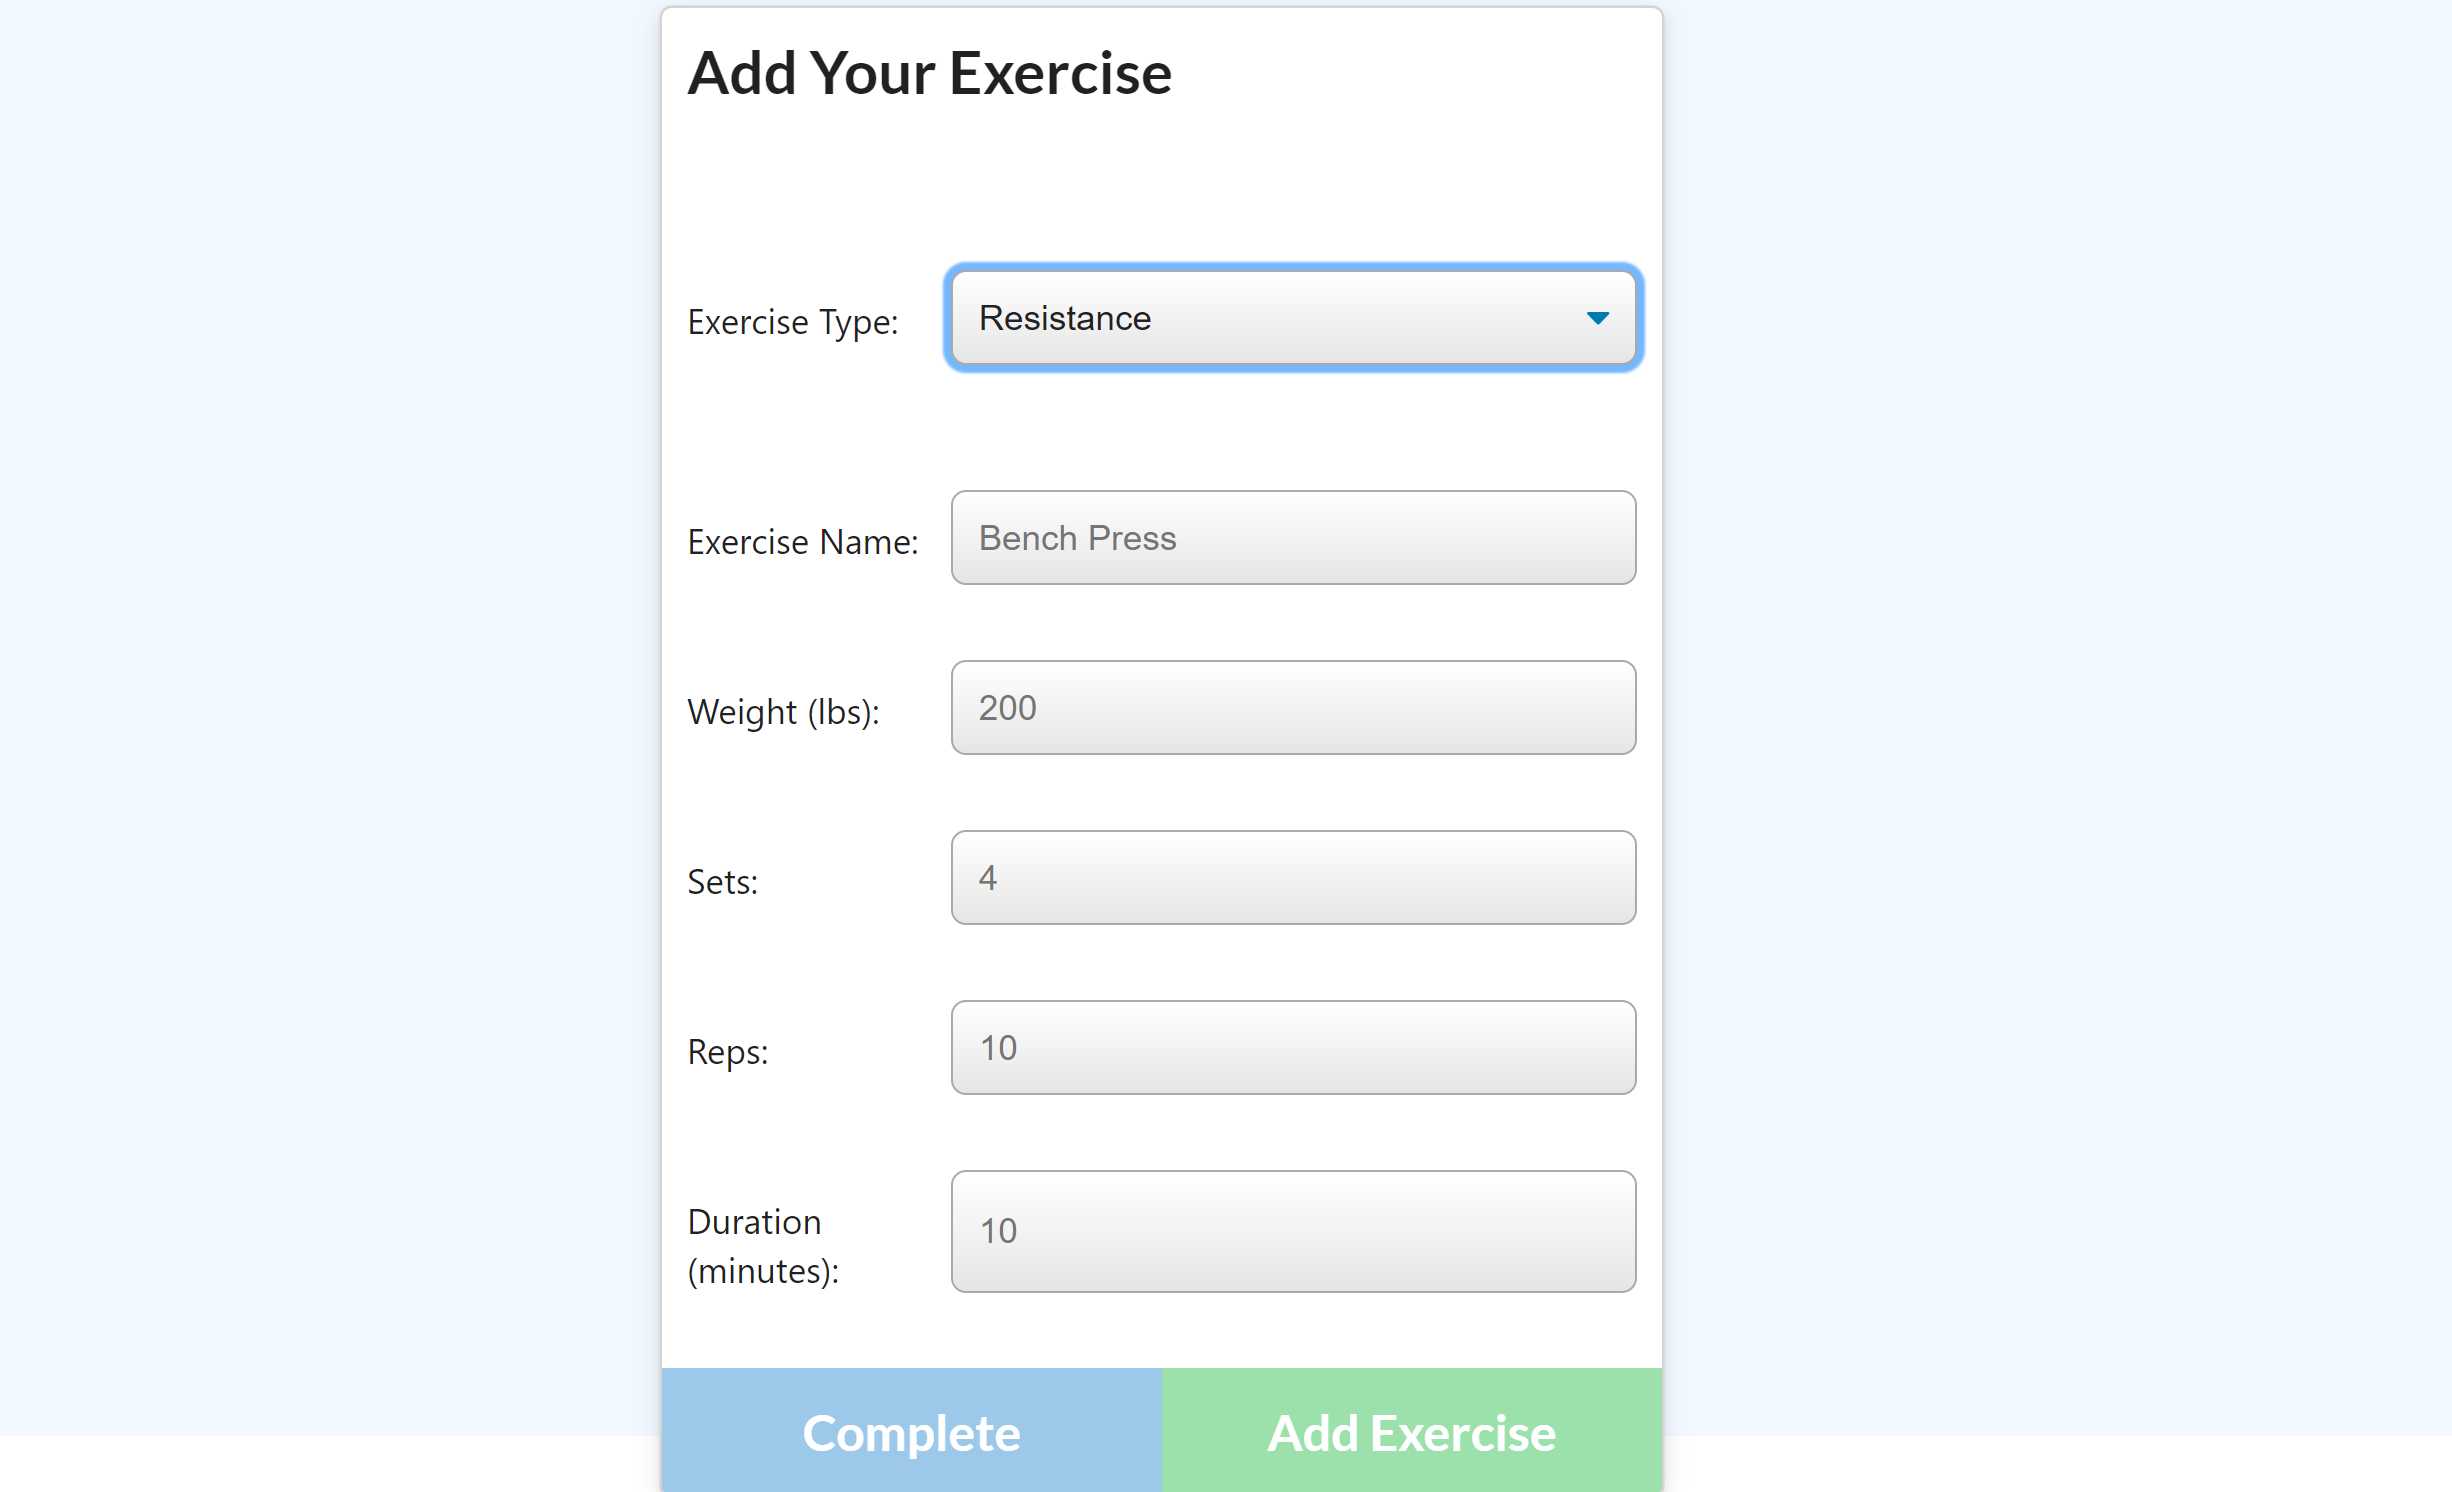 Add Your Exercise
Exercise Type: Resistance
Exercise Name: Bench Press
Weight (lbs): 200
Sets: 4
Reps: 10
Duration
(minutes): 10
Complete Add Exercise